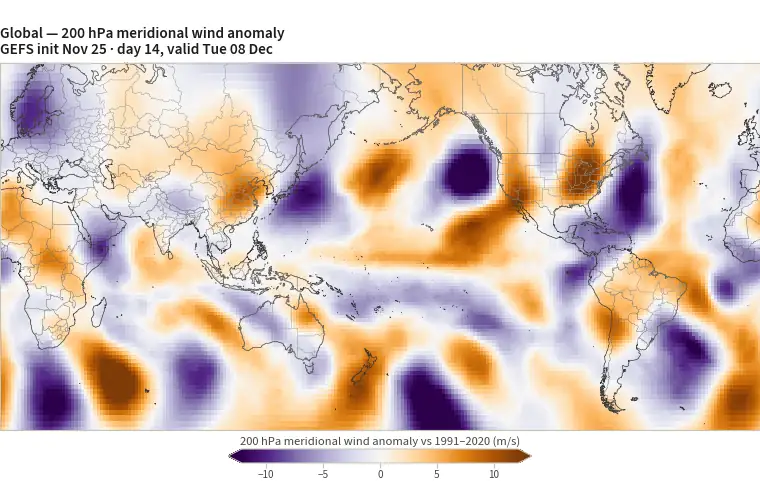 Global — 200 hPa meridional wind anomaly
GEFS init Nov 25 · day 14, valid Tue 08 Dec
200 hPa meridional wind anomaly vs 1991–2020 (m/s)
−10 −5 0 5 10